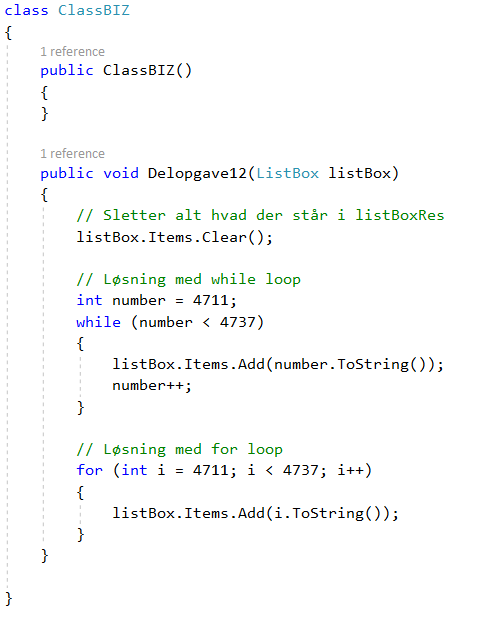 class ClassBIZ
{
1 reference
public ClassBIZ()
{
}
1 reference
public void Delopgave12(ListBox listBox)
{
// Sletter alt hvad der står i listBoxRes
listBox.Items.Clear();
// Løsning med while loop
int number = 4711;
while (number < 4737)
{
listBox.Items.Add(number.ToString());
number++;
}
// Løsning med for loop
for (int i = 4711; i < 4737; i++)
{
listBox.Items.Add(i.ToString());
}
}
}